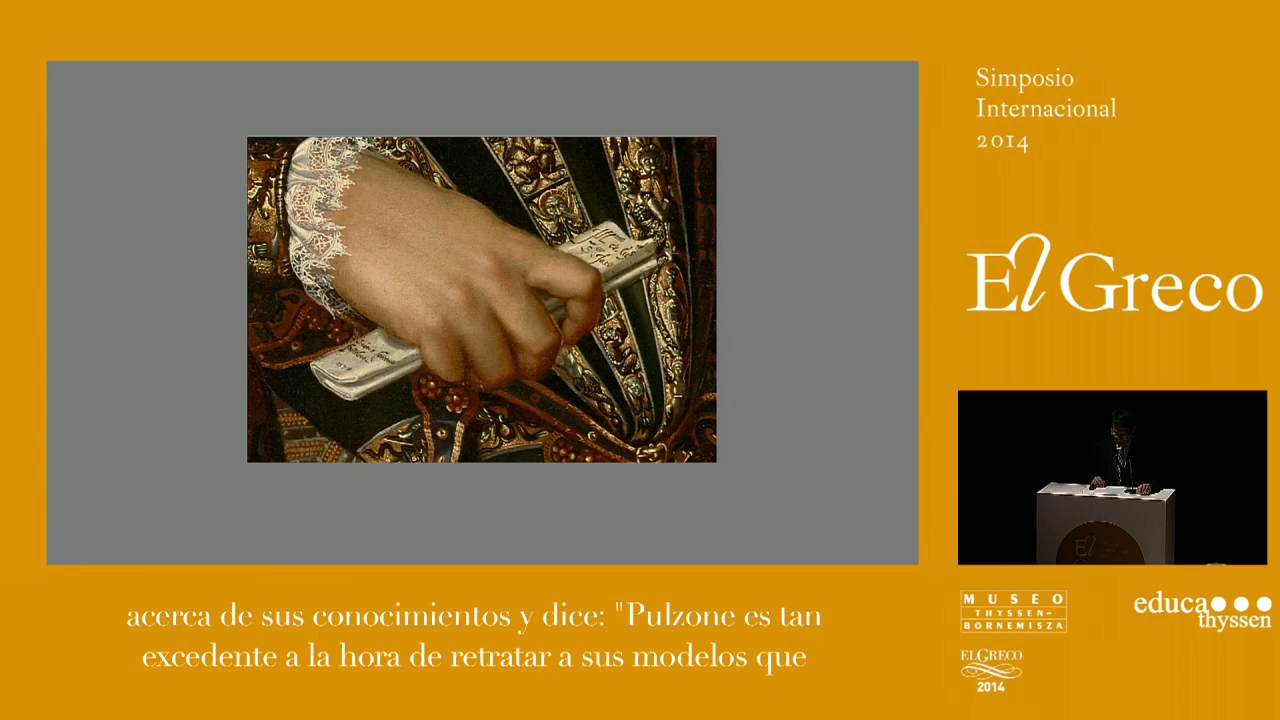 Simposio
Internacional
2014
El Greco
El
acerca de sus conocimientos y dice: "Pulzone es tan
excedente a la hora de retratar a sus modelos que
MUSEO
THYSSEN-
BORNEMISZA
educa
thyssen
ELGRECO
2014